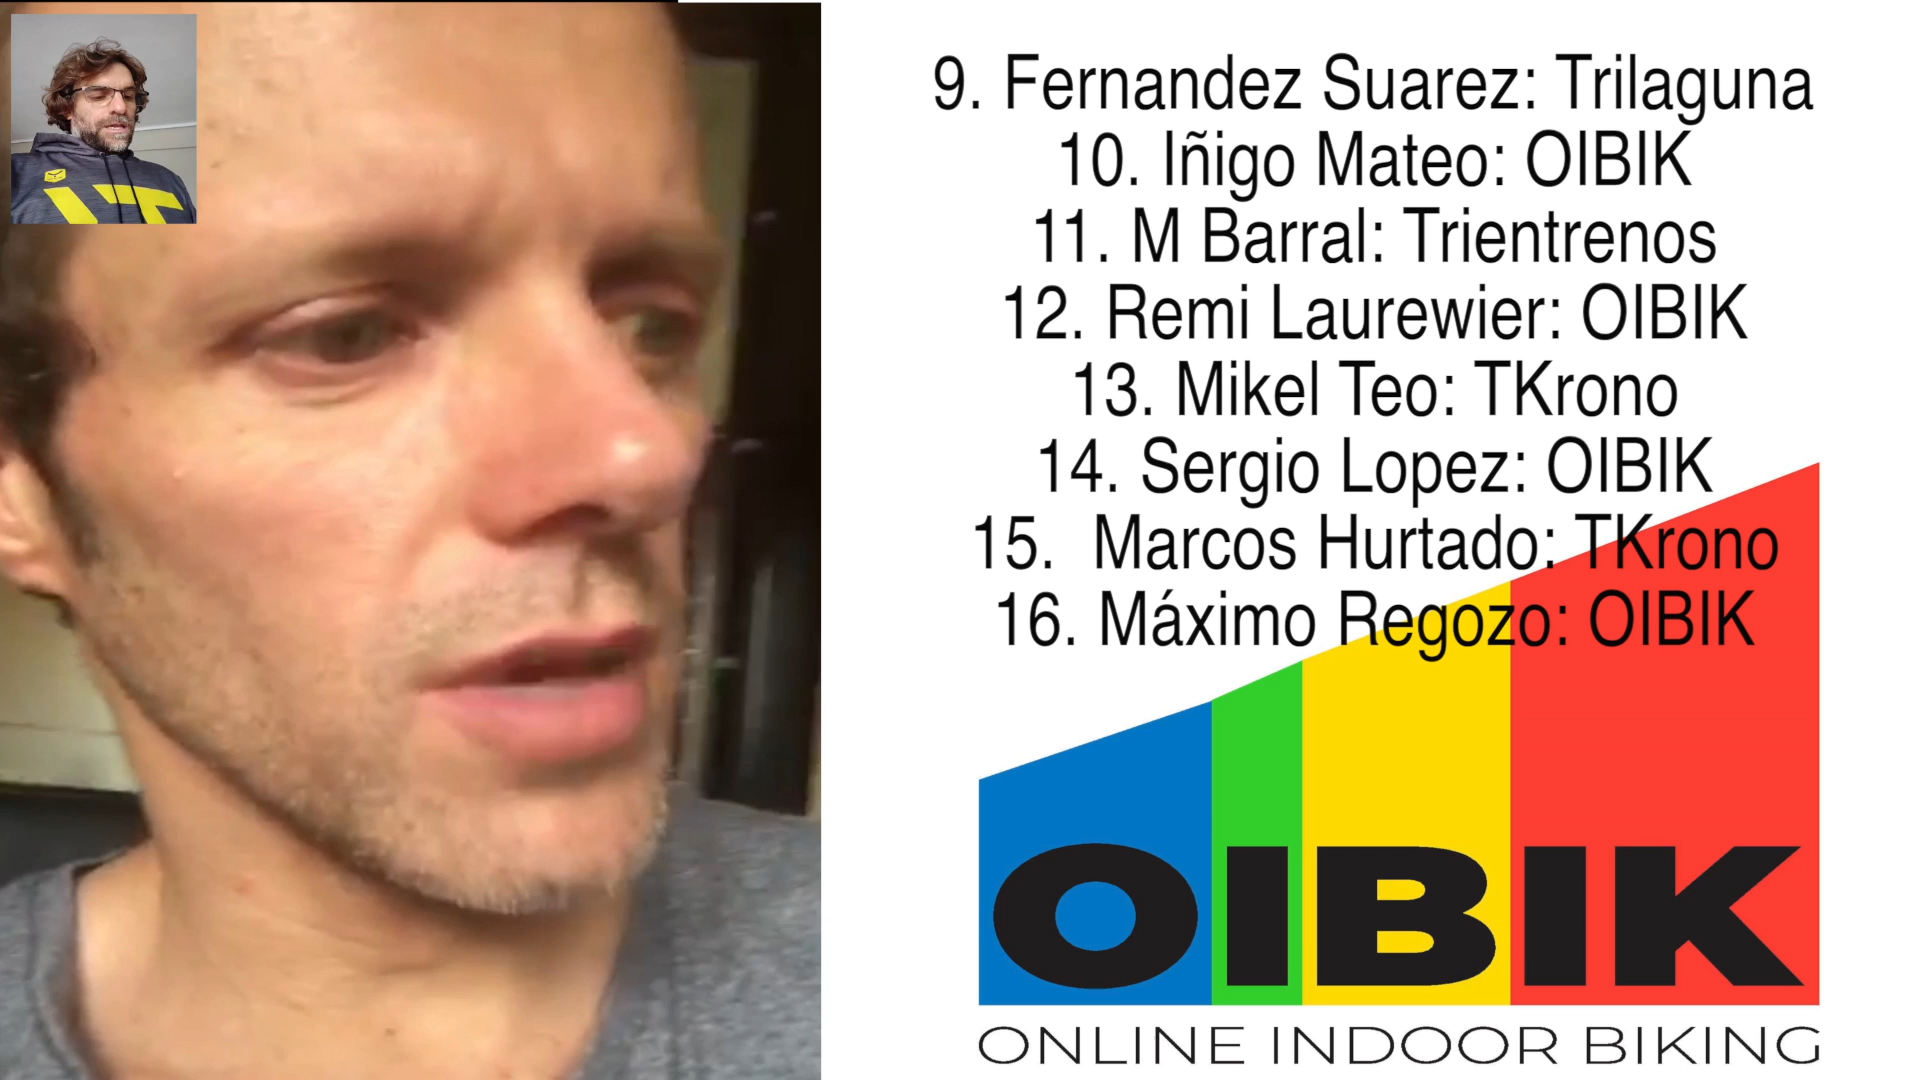 9. Fernandez Suarez: Trilaguna
10. Iñigo Mateo: OIBIK
11. M Barral: Trientrenos
12. Remi Laurewier: OIBIK
13. Mikel Teo: TKrono
14. Sergio Lopez: OIBIK
15. Marcos Hurtado: TKrono
16. Máximo Regozo: OIBIK
OIBIK
ONLINE INDOOR BIKING